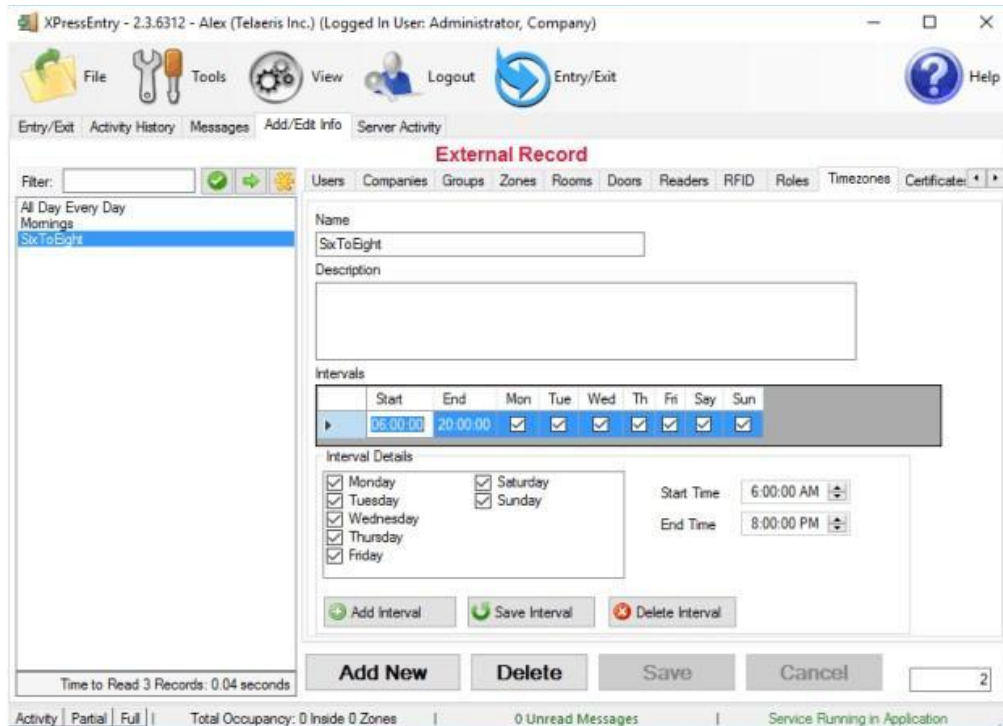 XPressEntry - 2.3.6312 - Alex (Telaeris Inc.) (Logged In User: Administrator, Company)
File Tools View Logout Entry/Exit Help
Entry/Exit Activity History Messages Add/Edit Info Server Activity
External Record
Filter: Users Companies Groups Zones Rooms Doors Readers RFID Roles Timezones Certificates
All Day Every Day
Mornings
SixToEight
Name
SixToEight
Description
Intervals
Start End Mon Tue Wed Th Fri Say Sun
06:00:00 20:00:00
Interval Details
Monday Saturday
Tuesday Sunday
Wednesday
Thursday
Friday
Start Time 6:00:00 AM
End Time 8:00:00 PM
Add Interval Save Interval Delete Interval
Add New Delete Save Cancel 2
Time to Read 3 Records: 0.04 seconds
Activity Partial Full Total Occupancy: 0 Inside 0 Zones | 0 Unread Messages | Service Running in Application